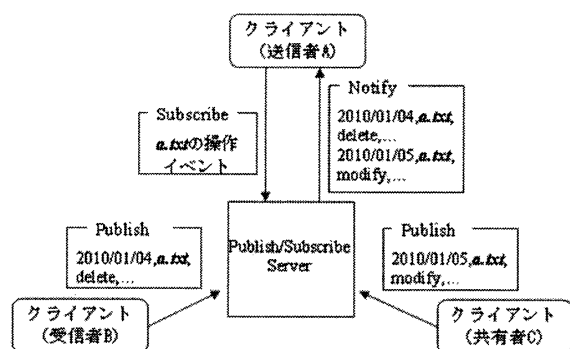 クライアント
(送信者A)
Subscribe
a.txtの操作
イベント
Notify
2010/01/04,a.txt,
delete,...
2010/01/05,a.txt,
modify,...
Publish
2010/01/04,a.txt,
delete,...
Publish/Subscribe
Server
Publish
2010/01/05,a.txt,
modify,...
クライアント
(受信者B)
クライアント
(共有者C)